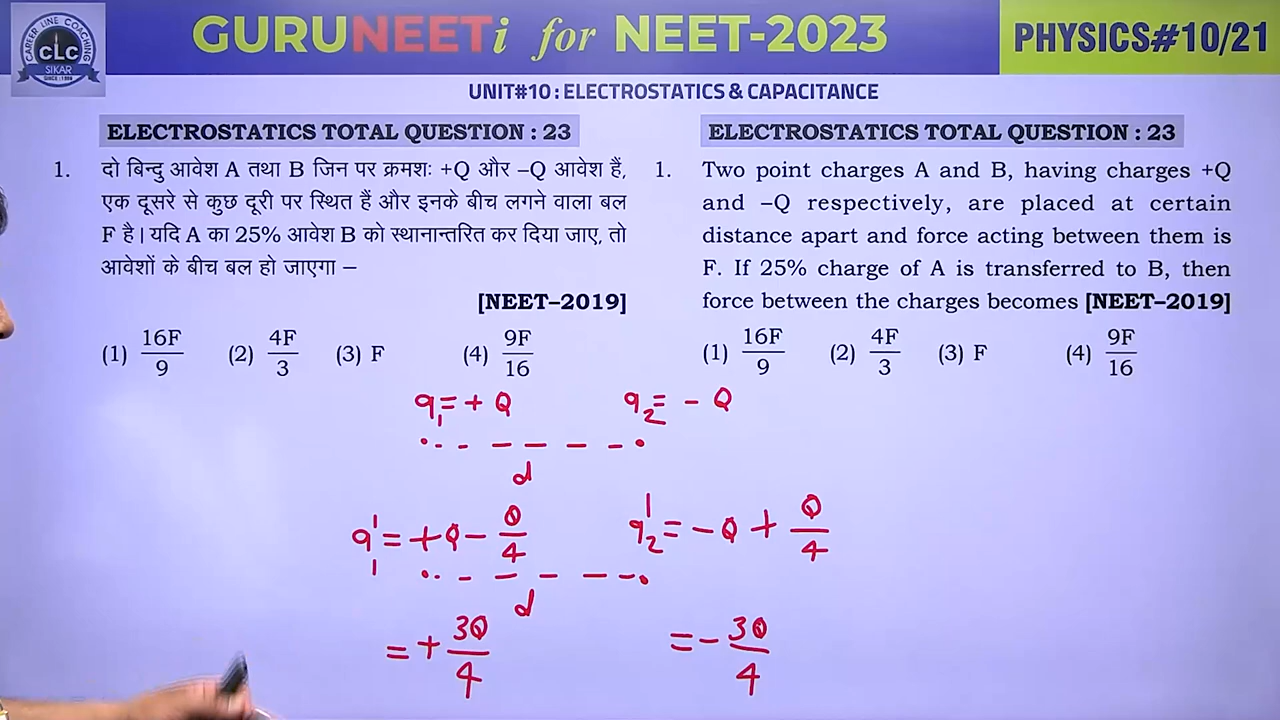 CAREER LINE COACHING
CLC
SIKAR
SINCE : 1996
GURUNEETi for NEET-2023
PHYSICS#10/21
UNIT#10 : ELECTROSTATICS & CAPACITANCE
ELECTROSTATICS TOTAL QUESTION : 23
1. दो बिन्दु आवेश A तथा B जिन पर क्रमशः +Q और –Q आवेश हैं,
एक दूसरे से कुछ दूरी पर स्थित हैं और इनके बीच लगने वाला बल
F है। यदि A का 25% आवेश B को स्थानान्तरित कर दिया जाए, तो
आवेशों के बीच बल हो जाएगा –
[NEET–2019]
(1) 16F/9 (2) 4F/3 (3) F (4) 9F/16
ELECTROSTATICS TOTAL QUESTION : 23
1. Two point charges A and B, having charges +Q
and –Q respectively, are placed at certain
distance apart and force acting between them is
F. If 25% charge of A is transferred to B, then
force between the charges becomes [NEET–2019]
(1) 16F/9 (2) 4F/3 (3) F (4) 9F/16
q₁ = + Q q₂ = - Q
d
q₁' = +Q - Q/4 q₂' = -Q + Q/4
d
= + 3Q/4 = - 3Q/4